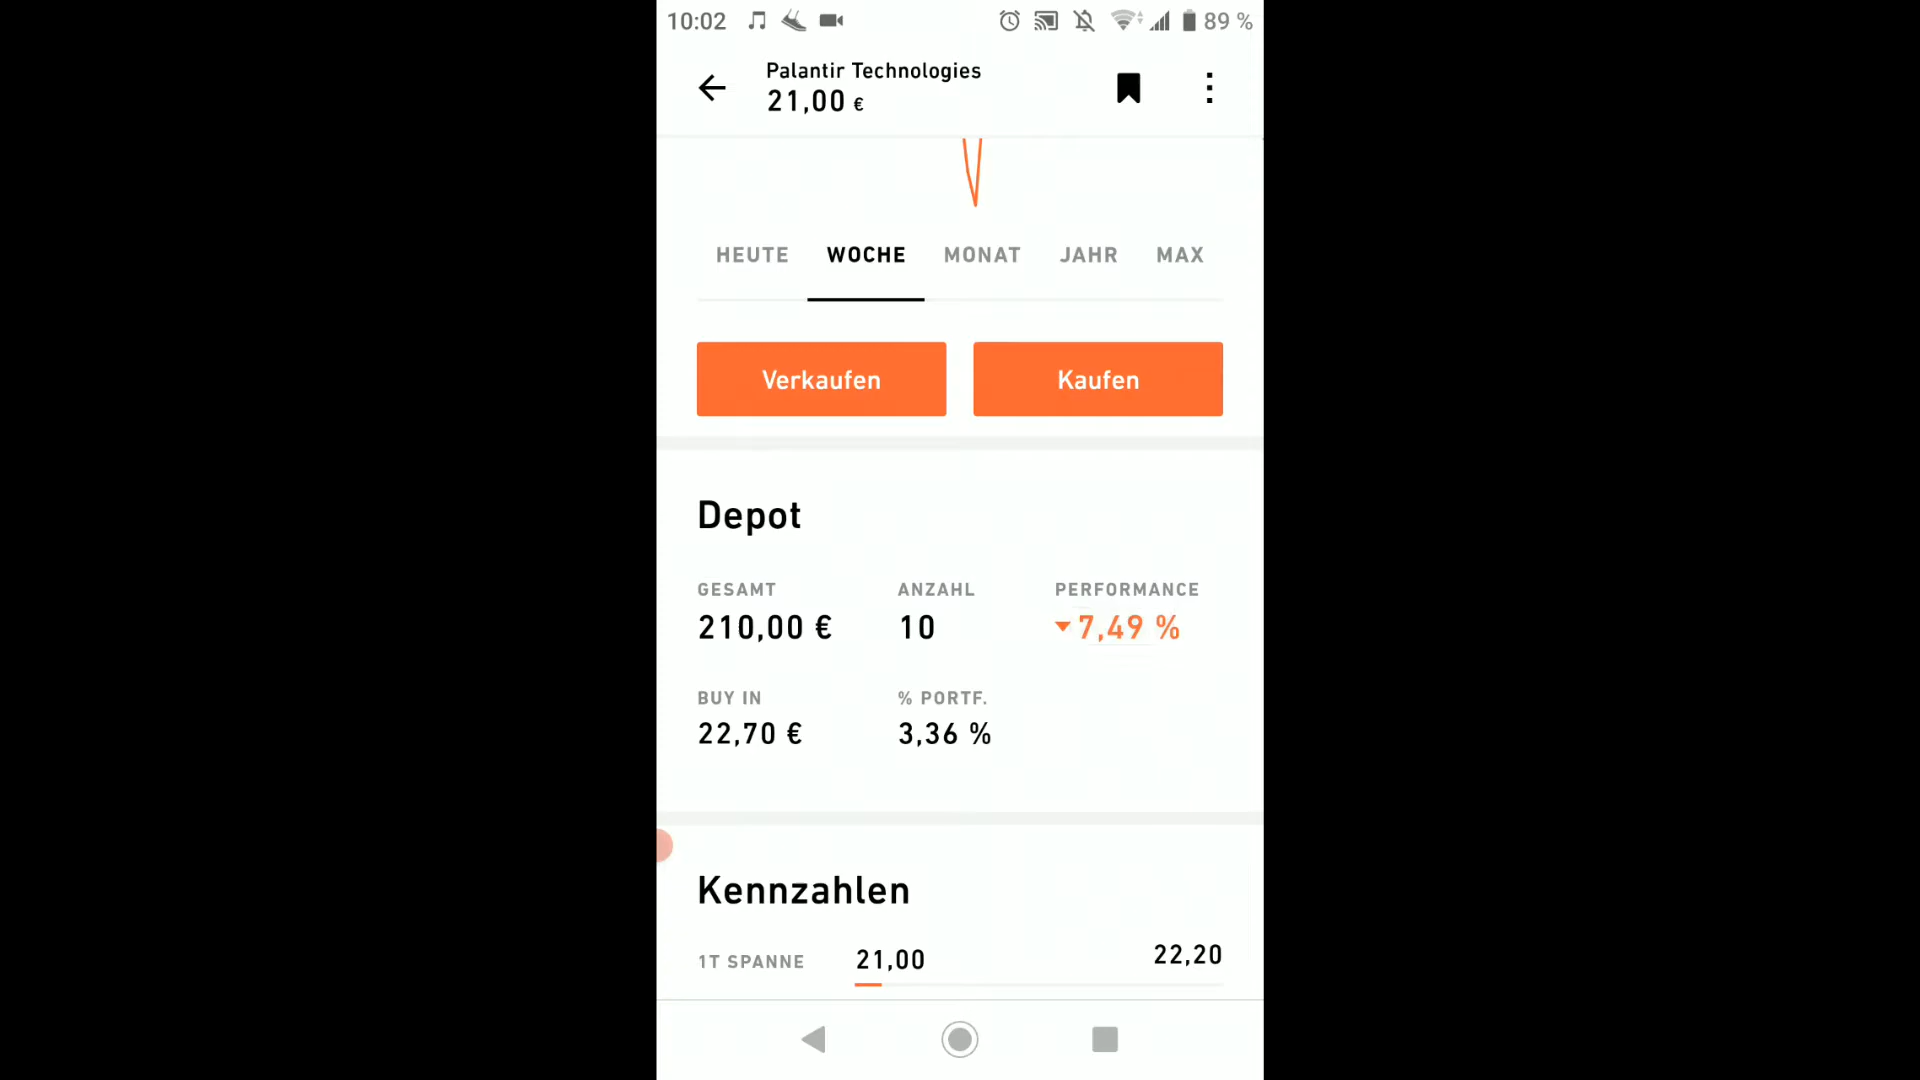 10:02 89 %
Palantir Technologies
21,00 €
HEUTE WOCHE MONAT JAHR MAX
Verkaufen Kaufen
Depot
GESAMT ANZAHL PERFORMANCE
210,00 € 10 7,49 %
BUY IN % PORTF.
22,70 € 3,36 %
Kennzahlen
1T SPANNE 21,00 22,20